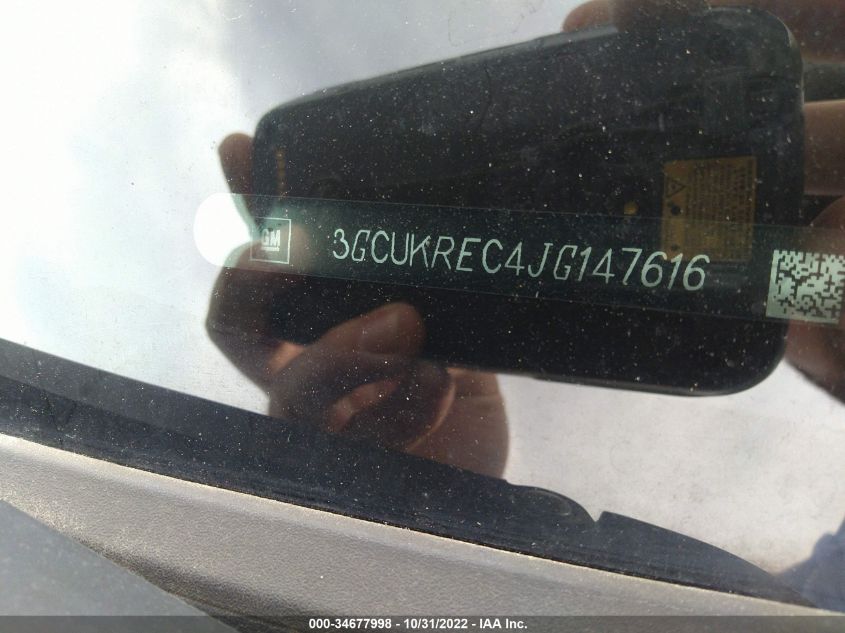 GM 3GCUKREC4JG147616
000-34677998 - 10/31/2022 - IAA Inc.